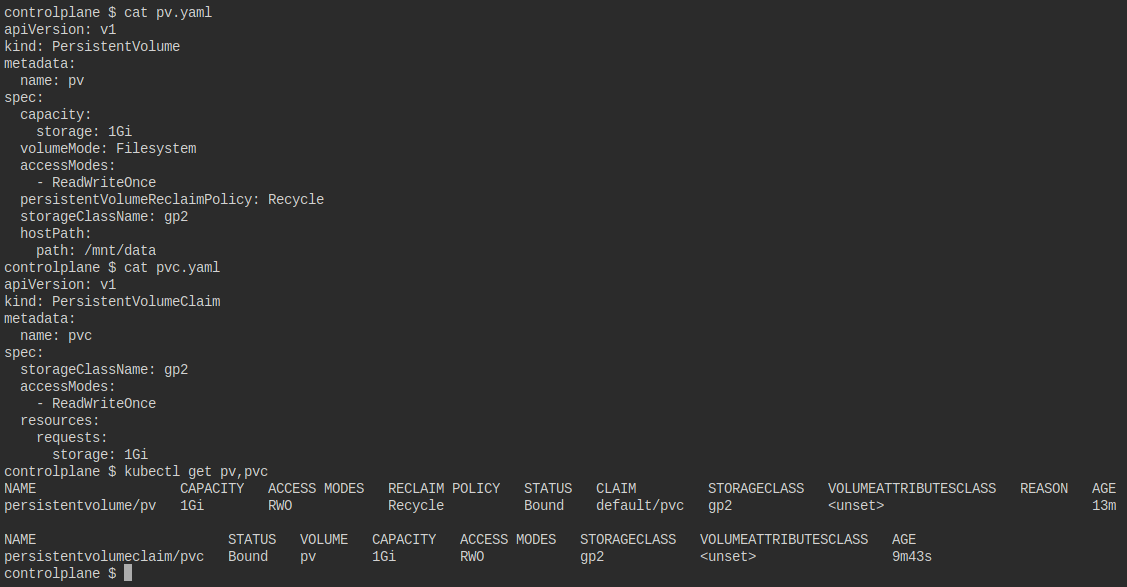 controlplane $ cat pv.yaml
apiVersion: v1
kind: PersistentVolume
metadata:
  name: pv
spec:
  capacity:
    storage: 1Gi
  volumeMode: Filesystem
  accessModes:
    - ReadWriteOnce
  persistentVolumeReclaimPolicy: Recycle
  storageClassName: gp2
  hostPath:
    path: /mnt/data
controlplane $ cat pvc.yaml
apiVersion: v1
kind: PersistentVolumeClaim
metadata:
  name: pvc
spec:
  storageClassName: gp2
  accessModes:
    - ReadWriteOnce
  resources:
    requests:
      storage: 1Gi
controlplane $ kubectl get pv,pvc
NAME                  CAPACITY   ACCESS MODES   RECLAIM POLICY   STATUS   CLAIM         STORAGECLASS   VOLUMEATTRIBUTESCLASS   REASON   AGE
persistentvolume/pv   1Gi        RWO            Recycle          Bound    default/pvc   gp2            <unset>                          13m

NAME                        STATUS   VOLUME   CAPACITY   ACCESS MODES   STORAGECLASS   VOLUMEATTRIBUTESCLASS   AGE
persistentvolumeclaim/pvc   Bound    pv       1Gi        RWO            gp2            <unset>                 9m43s
controlplane $